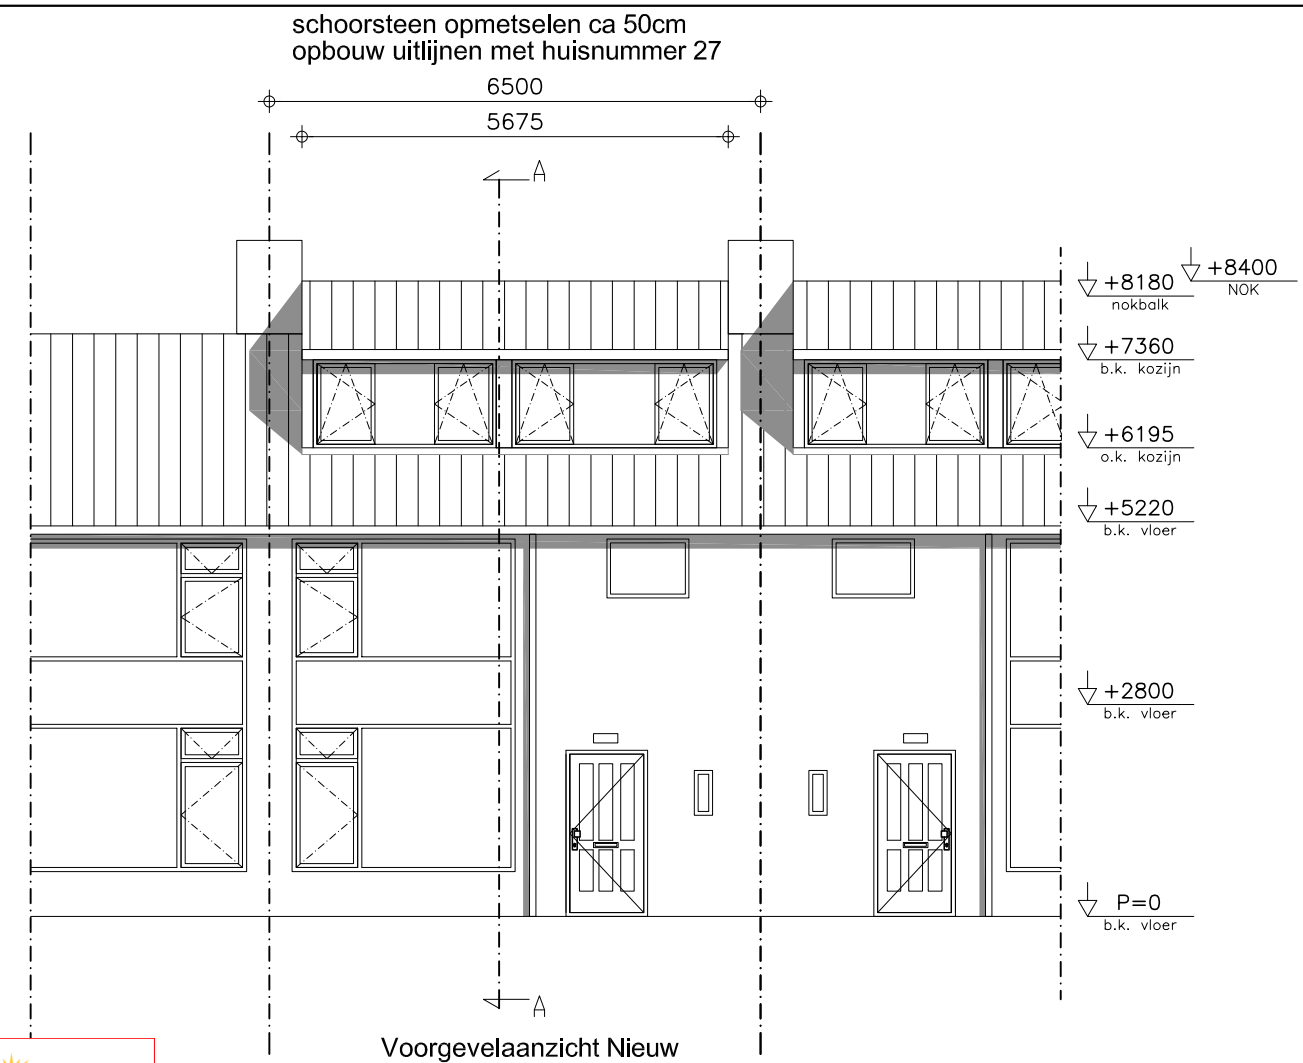 schoorsteen opmetselen ca 50cm
opbouw uitlijnen met huisnummer 27
6500
5675
A
+8180
nokbalk
+8400
NOK
+7360
b.k. kozijn
+6195
o.k. kozijn
+5220
b.k. vloer
+2800
b.k. vloer
P=0
b.k. vloer
A
Voorgevelaanzicht Nieuw